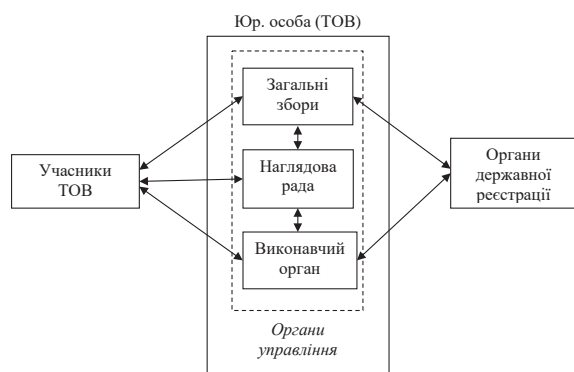 Юр. особа (ТОВ)
Загальні
збори
Учасники
ТОВ
Наглядова
рада
Органи
державної
реєстрації
Виконавчий
орган
Органи
управління